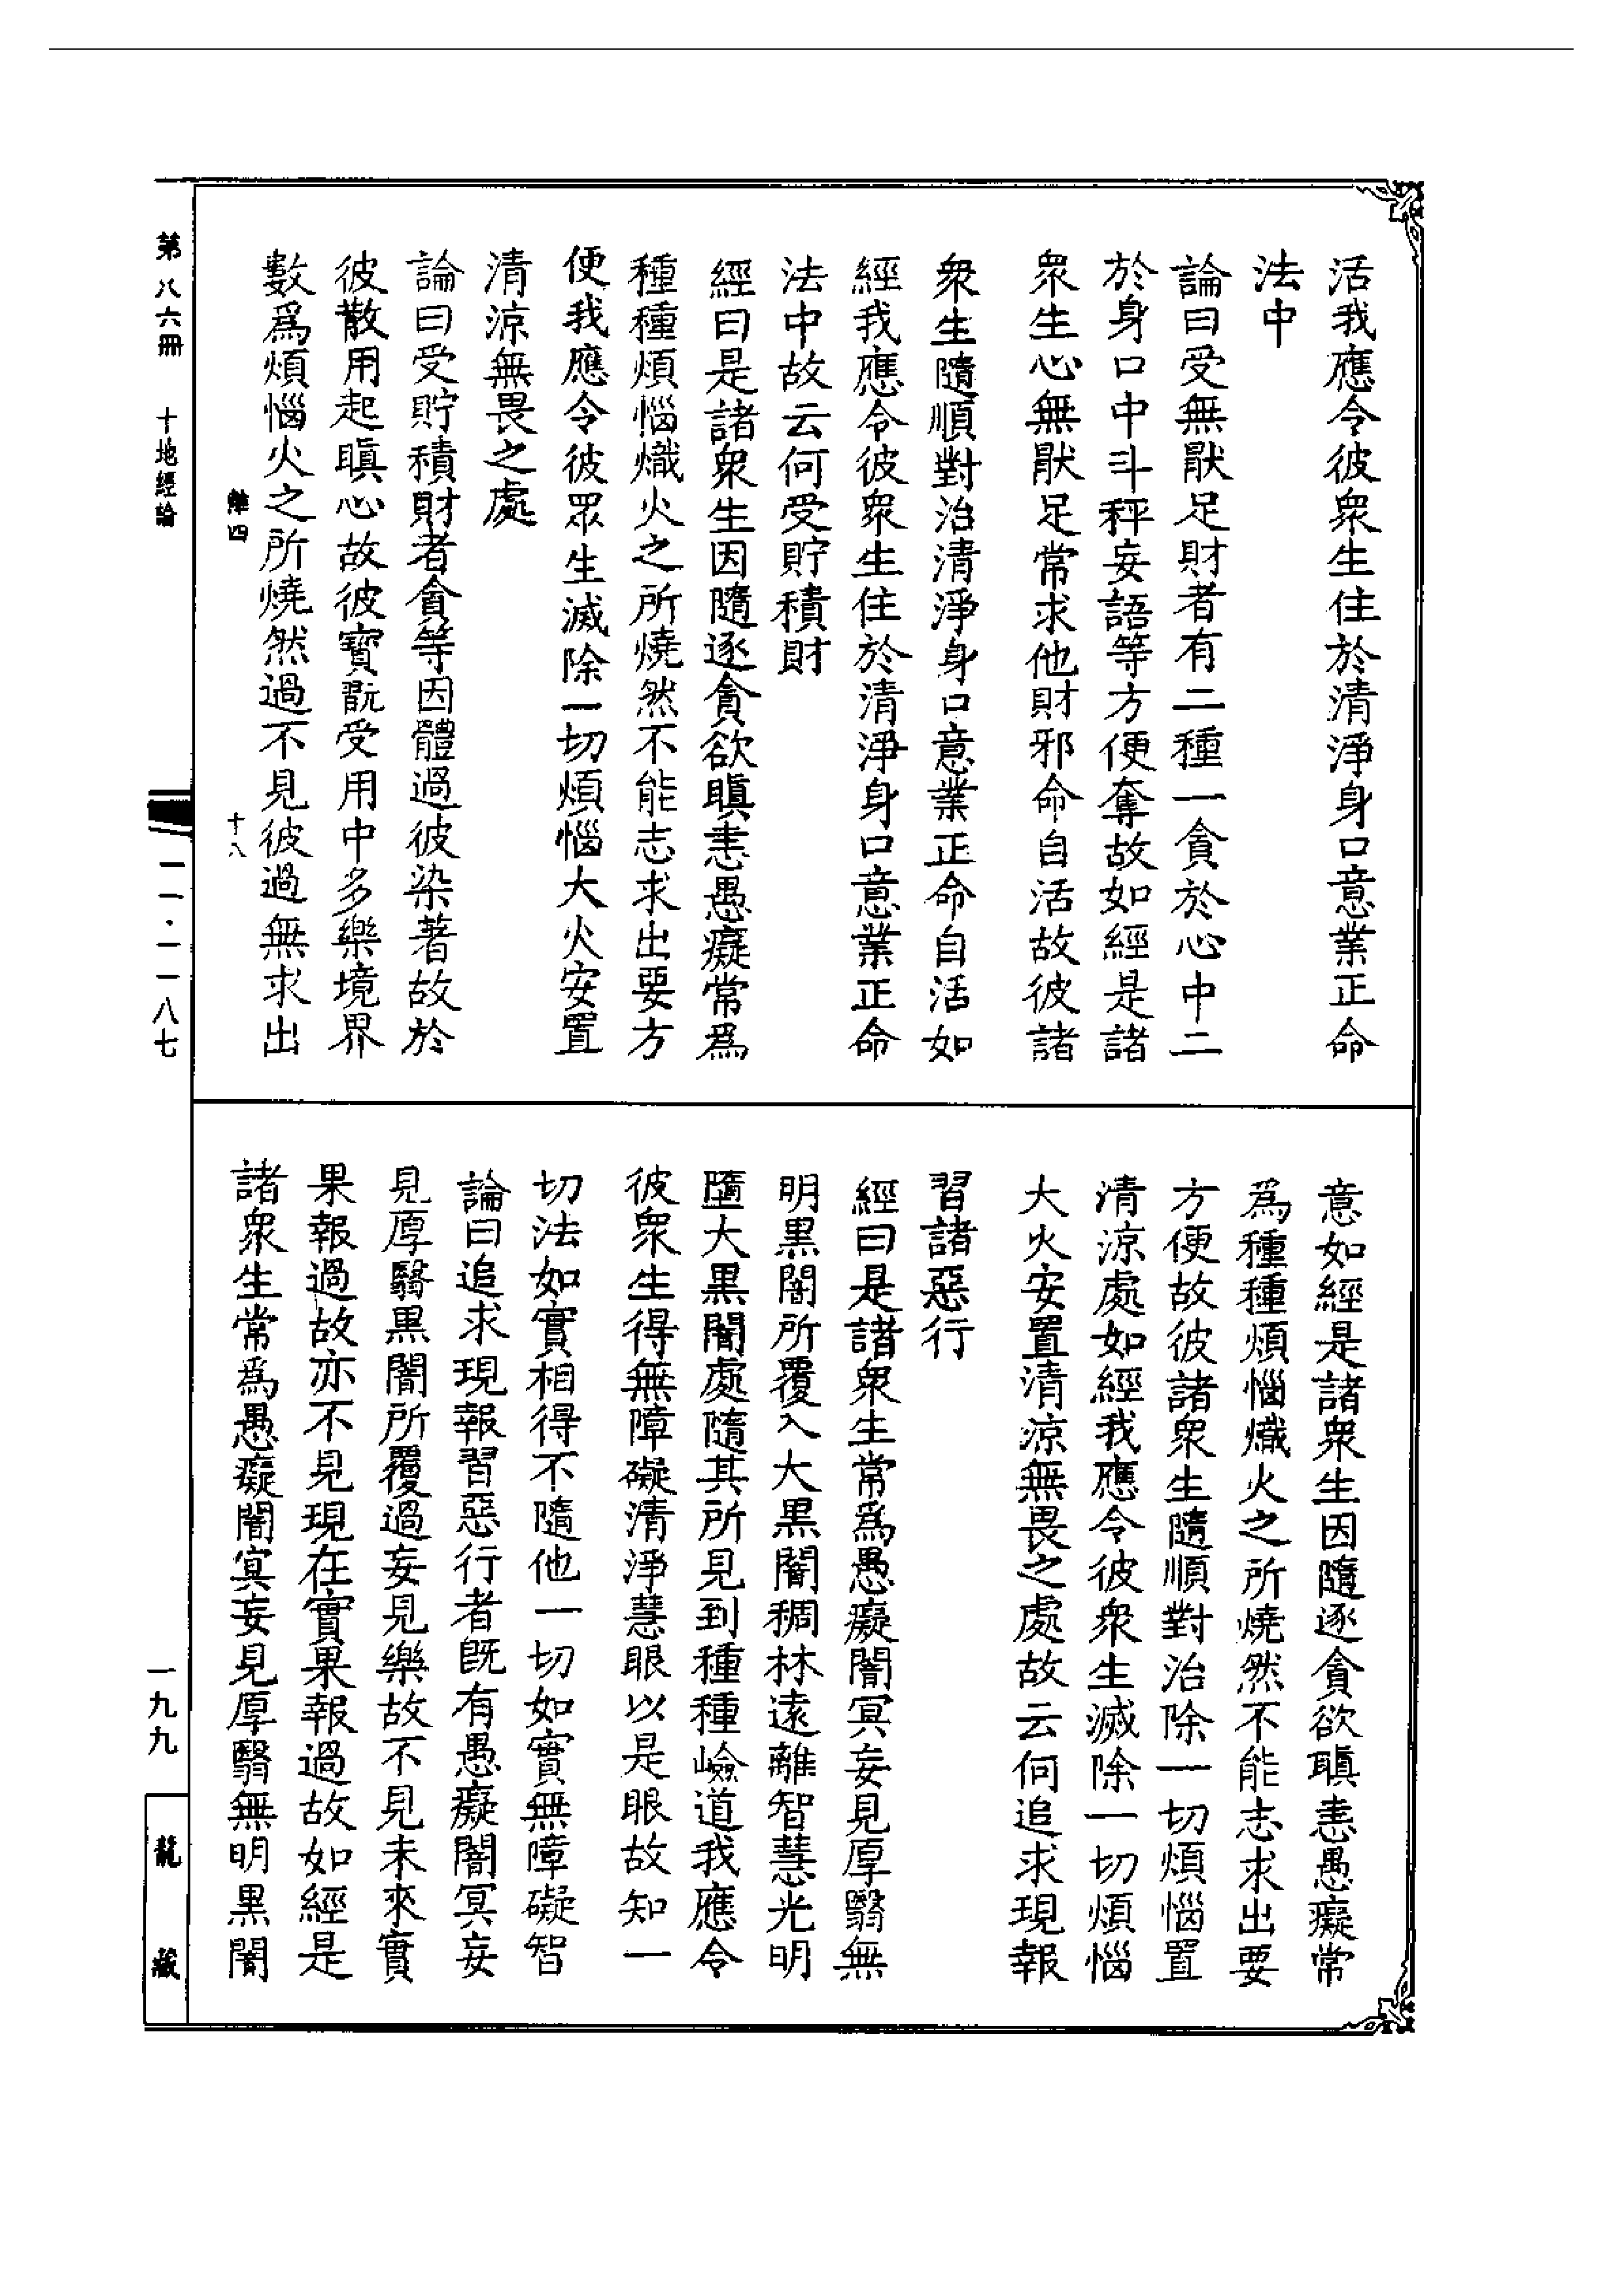 活我應令彼衆生住於清淨身口意業正命
法中
論曰受無猒足財者有二種一貪於心中二
於身口中斗秤妄語等方便奪故如經是諸
衆生心無猒足常求他財邪命自活故彼諸
衆生隨順對治清淨身口意業正命自活如
經我應令彼衆生住於清淨身口意業正命
法中故云何受貯積財
經曰是諸衆生因隨逐貪欲瞋恚愚癡常爲
種種煩惱熾火之所燒然不能志求出要方
便我應令彼眾生滅除一切煩惱大火安置
清涼無畏之處
論曰受貯積財者貪等因體過彼染著故於
彼散用起瞋心故彼寶翫受用中多樂境界
數爲煩惱火之所燒然過不見彼過無求出
意如經是諸衆生因隨逐貪欲瞋恚愚癡常
爲種種煩惱熾火之所燒然不能志求出要
方便故彼諸衆生隨順對治除一切煩惱置
清涼處如經我應令彼衆生滅除一切煩惱
大火安置清涼無畏之處故云何追求現報
習諸惡行
經曰是諸衆生常爲愚癡闇冥妄見厚翳無
明黑闇所覆入大黑闇稠林遠離智慧光明
墮大黑闇處隨其所見到種種嶮道我應令
彼衆生得無障礙清淨慧眼以是眼故知一
切法如實相得不隨他一切如實無障礙智
論曰追求現報習惡行者既有愚癡闇冥妄
見厚翳黑闇所覆過妄見樂故不見未來實
果報過故亦不見現在實果報過故如經是
諸衆生常爲愚癡闇冥妄見厚翳無明黑闇
十八
第八六冊 十地經論
一一·一一八七
一九九
龍藏